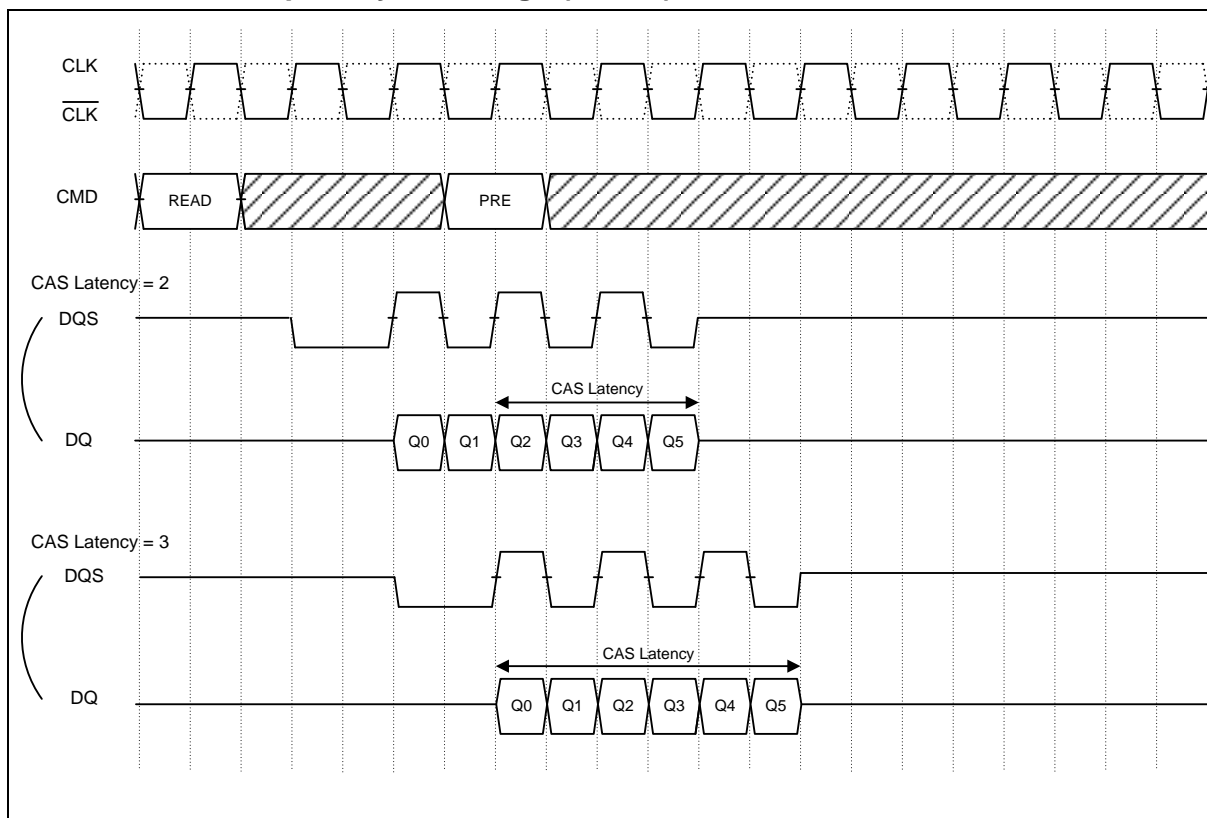 CLK
CLK
CMD
READ
PRE
CAS Latency = 2
DQS
CAS Latency
DQ
Q0 Q1 Q2 Q3 Q4 Q5
CAS Latency = 3
DQS
CAS Latency
DQ
Q0 Q1 Q2 Q3 Q4 Q5